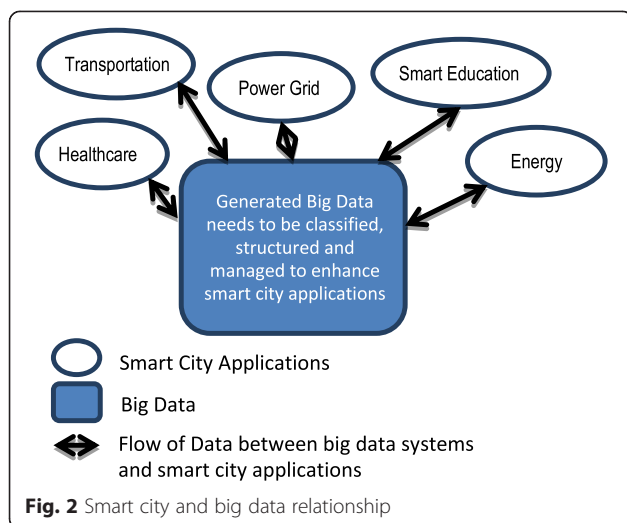 Transportation
Power Grid
Smart Education
Healthcare
Energy
Generated Big Data
needs to be classified,
structured and
managed to enhance
smart city applications
Smart City Applications
Big Data
Flow of Data between big data systems
and smart city applications
Fig. 2 Smart city and big data relationship